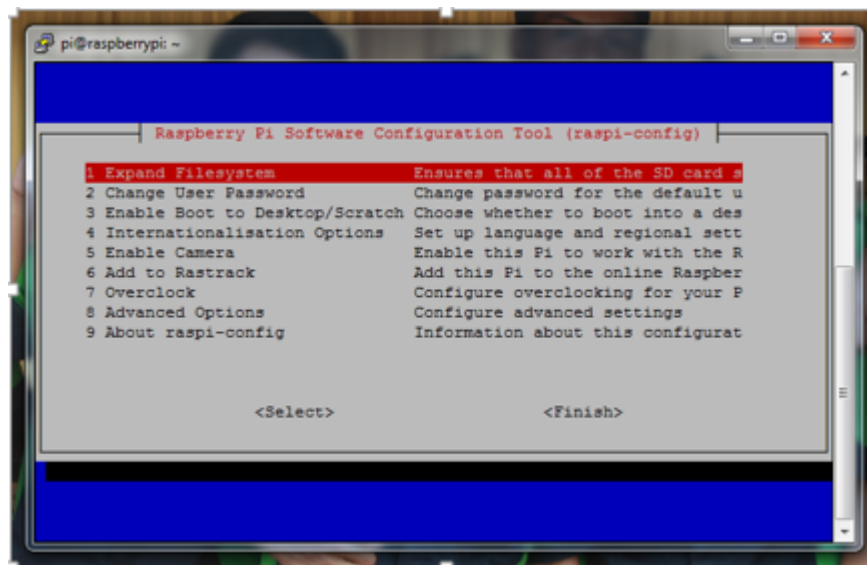 pi@raspberrypi: ~
Raspberry Pi Software Configuration Tool (raspi-config)
1 Expand Filesystem Ensures that all of the SD card s
2 Change User Password Change password for the default u
3 Enable Boot to Desktop/Scratch Choose whether to boot into a des
4 Internationalisation Options Set up language and regional sett
5 Enable Camera Enable this Pi to work with the R
6 Add to Rastrack Add this Pi to the online Raspber
7 Overclock Configure overclocking for your P
8 Advanced Options Configure advanced settings
9 About raspi-config Information about this configurat
<Select> <Finish>